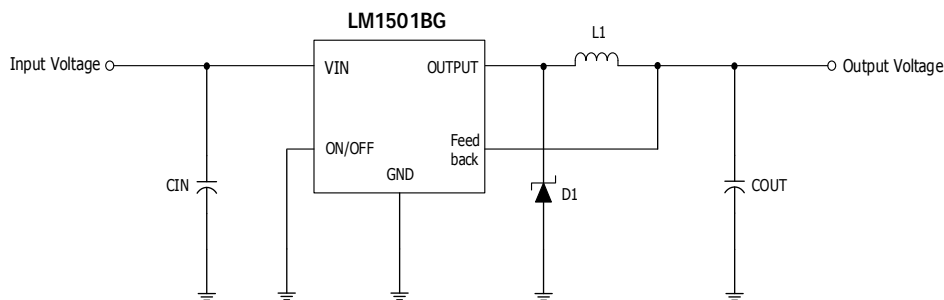 LM1501BG
L1
Input Voltage
VIN
OUTPUT
Output Voltage
ON/OFF
Feed
back
GND
CIN
D1
COUT